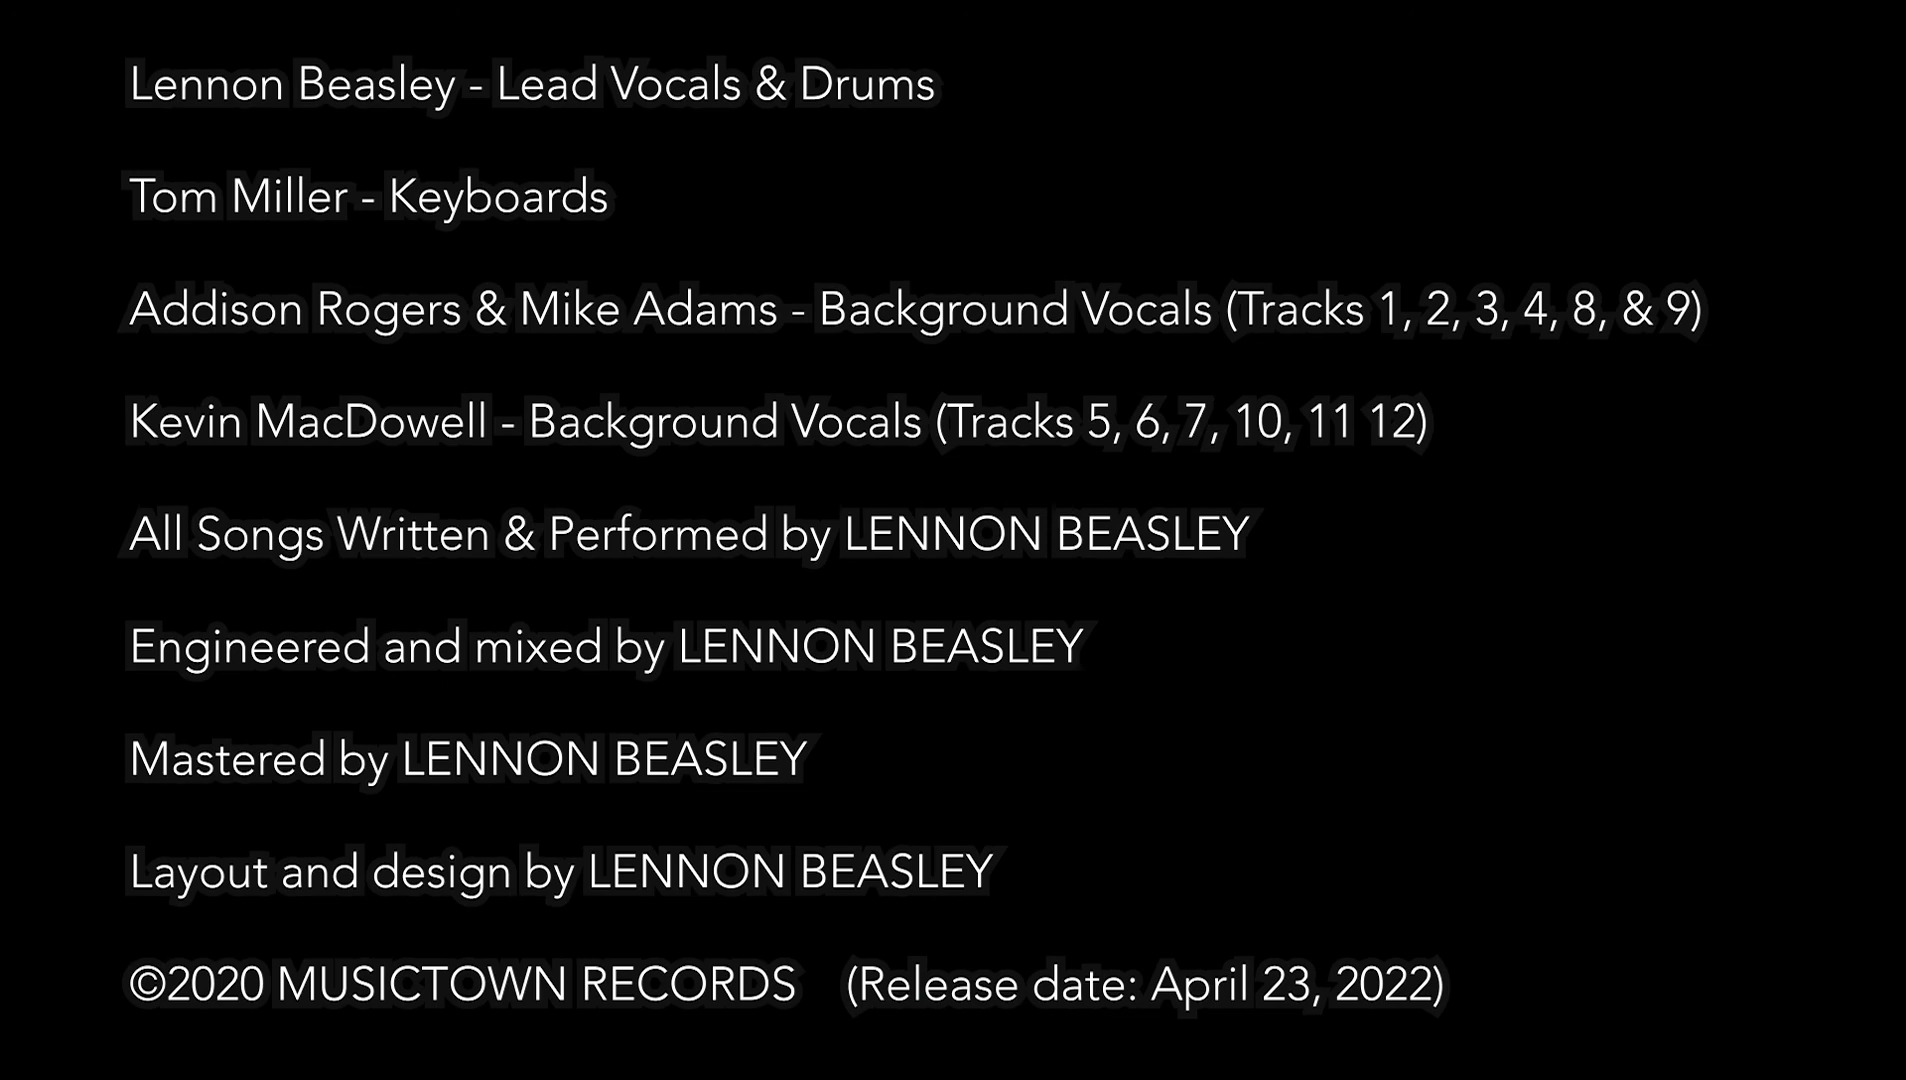 Lennon Beasley - Lead Vocals & Drums
Tom Miller - Keyboards
Addison Rogers & Mike Adams - Background Vocals (Tracks 1, 2, 3, 4, 8, & 9)
Kevin MacDowell - Background Vocals (Tracks 5, 6, 7, 10, 11 12)
All Songs Written & Performed by LENNON BEASLEY
Engineered and mixed by LENNON BEASLEY
Mastered by LENNON BEASLEY
Layout and design by LENNON BEASLEY
©2020 MUSICTOWN RECORDS (Release date: April 23, 2022)